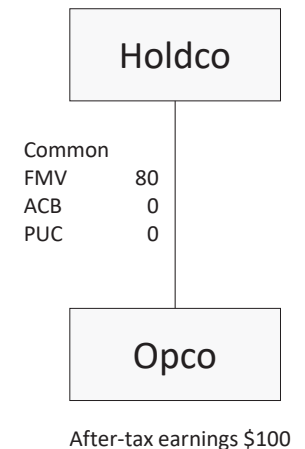 Holdco
Common
FMV 80
ACB 0
PUC 0
Opco
After-tax earnings $100